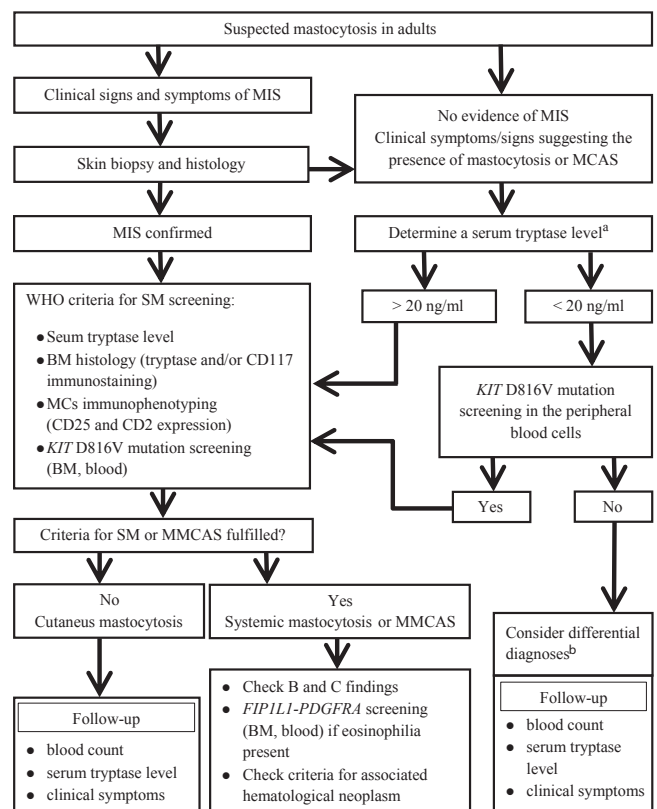 Suspected mastocytosis in adults
Clinical signs and symptoms of MIS
Skin biopsy and histology
MIS confirmed
No evidence of MIS
Clinical symptoms/signs suggesting the
presence of mastocytosis or MCAS
Determine a serum tryptase levelᵃ
> 20 ng/ml
< 20 ng/ml
WHO criteria for SM screening:
● Seum tryptase level
● BM histology (tryptase and/or CD117
immunostaining)
● MCs immunophenotyping
(CD25 and CD2 expression)
● KIT D816V mutation screening
(BM, blood)
KIT D816V mutation
screening in the peripheral
blood cells
Yes
No
Criteria for SM or MMCAS fulfilled?
No
Cutaneus mastocytosis
Yes
Systemic mastocytosis or MMCAS
Consider differential
diagnosesᵇ
Follow-up
● blood count
● serum tryptase level
● clinical symptoms
● Check B and C findings
● FIP1L1-PDGFRA screening
(BM, blood) if eosinophilia
present
● Check criteria for associated
hematological neoplasm
Follow-up
● blood count
● serum tryptase
level
● clinical symptoms